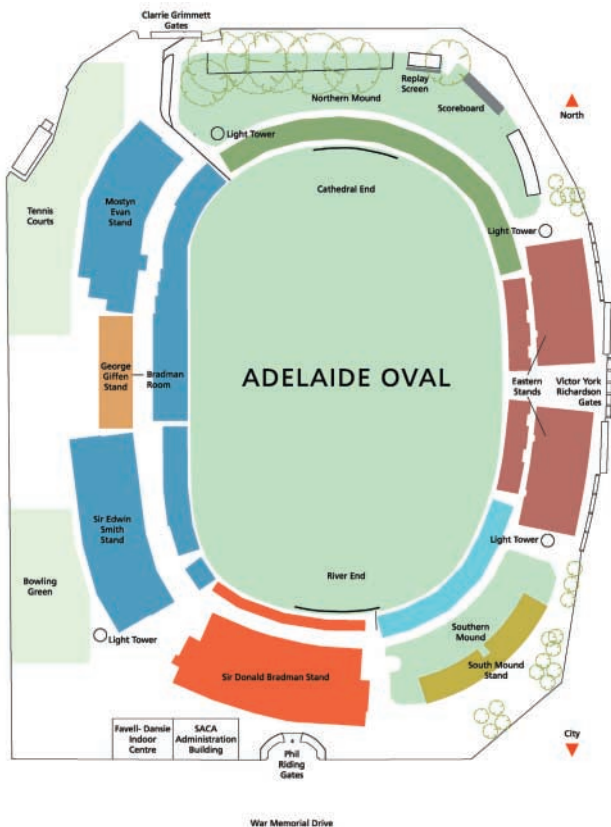 Clarrie Grimmett
Gates
Replay
Screen
Scoreboard
North
Northern Mound
Light Tower
Cathedral End
Mostyn
Evan
Stand
Tennis
Courts
Light Tower
George
Giffen
Stand
Bradman
Room
ADELAIDE OVAL
Eastern
Stands
Victor York
Richardson
Gates
Sir Edwin
Smith
Stand
Light Tower
Bowling
Green
River End
Southern
Mound
Light Tower
South Mound
Stand
Sir Donald Bradman Stand
Favell- Dansie
Indoor
Centre
SACA
Administration
Building
Phil
Riding
Gates
City
War Memorial Drive